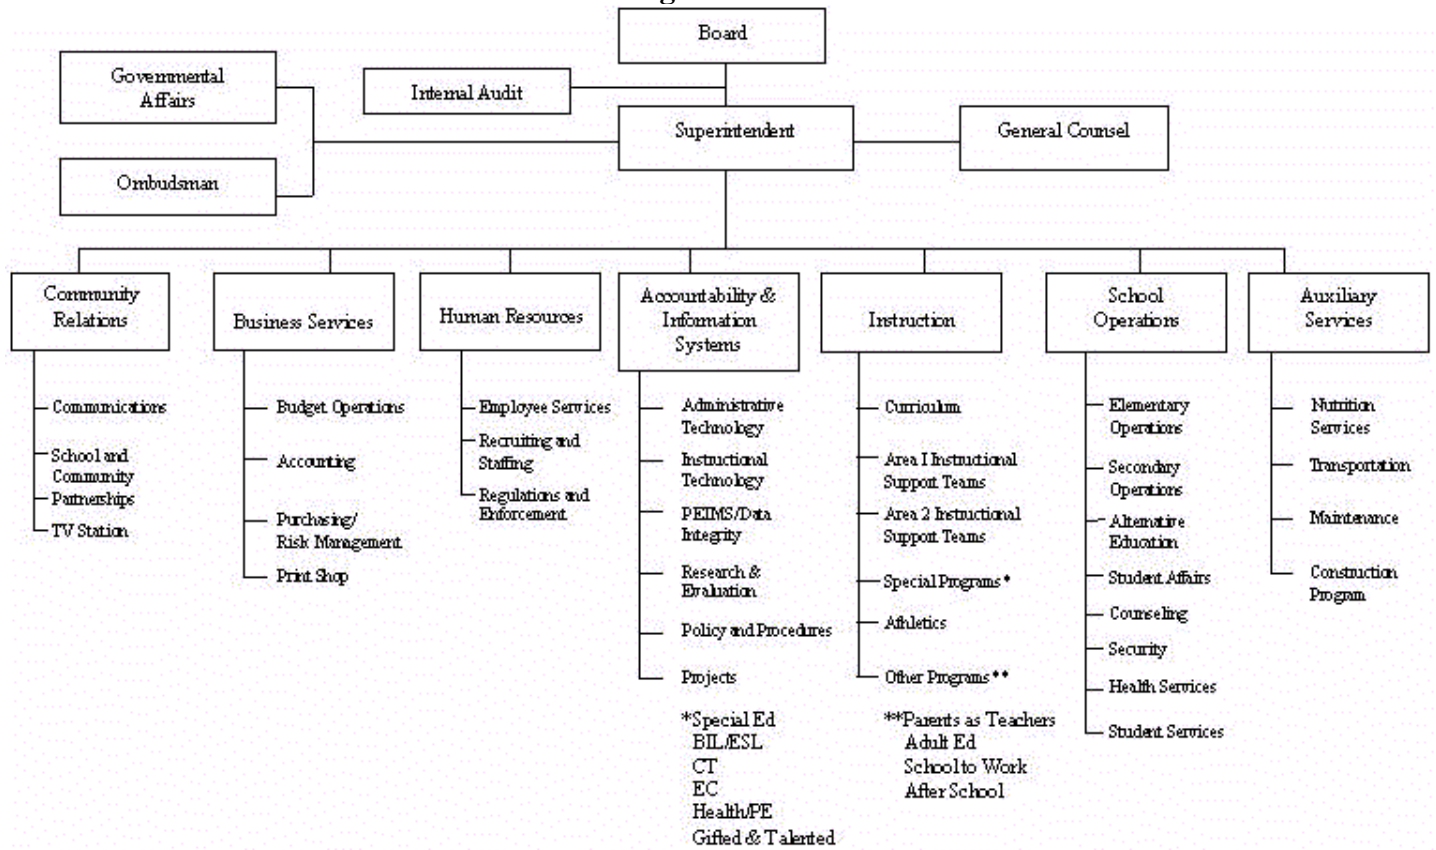 Board
Governmental
Affairs
Internal Audit
Superintendent
General Counsel
Ombudsman
Community
Relations
Communications
School and
Community
Partnerships
TV Station
Business Services
Budget Operations
Accounting
Purchasing/
Risk Management
Print Shop
Human Resources
Employee Services
Recruiting and
Staffing
Regulations and
Enforcement
Accountability &
Information
Systems
Administrative
Technology
Instructional
Technology
PEIMS/Data
Integrity
Research &
Evaluation
Policy and Procedures
Projects
*Special Ed
BIL/ESL
CT
EC
Health/PE
Gifted & Talented
Instruction
Curriculum
Area I Instructional
Support Teams
Area 2 Instructional
Support Teams
Special Programs*
Athletics
Other Programs**
**Parents as Teachers
Adult Ed
School to Work
After School
School
Operations
Elementary
Operations
Secondary
Operations
Alternative
Education
Student Affairs
Counseling
Security
Health Services
Student Services
Auxiliary
Services
Nutrition
Services
Transportation
Maintenance
Construction
Program